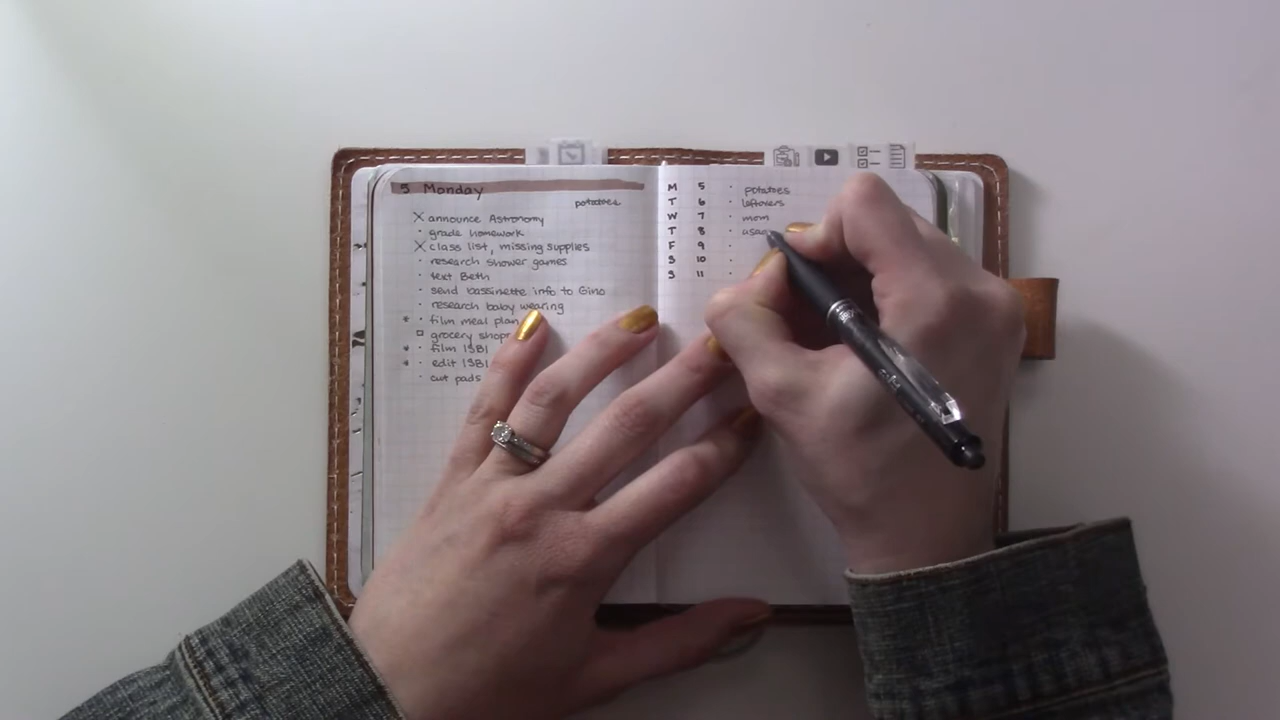 5 Monday
potatoes
X announce Astronomy
· grade homework
X class list, missing supplies
· research shower games
· text Beth
· send bassinette info to Gino
· research baby wearing
* · film meal plan
□ grocery shop
* · film ISBI
* · edit ISBI
· cut pads
M 5 · potatoes
T 6 · leftovers
W 7 · mom
T 8 ·
F 9 ·
S 10 ·
S 11 ·